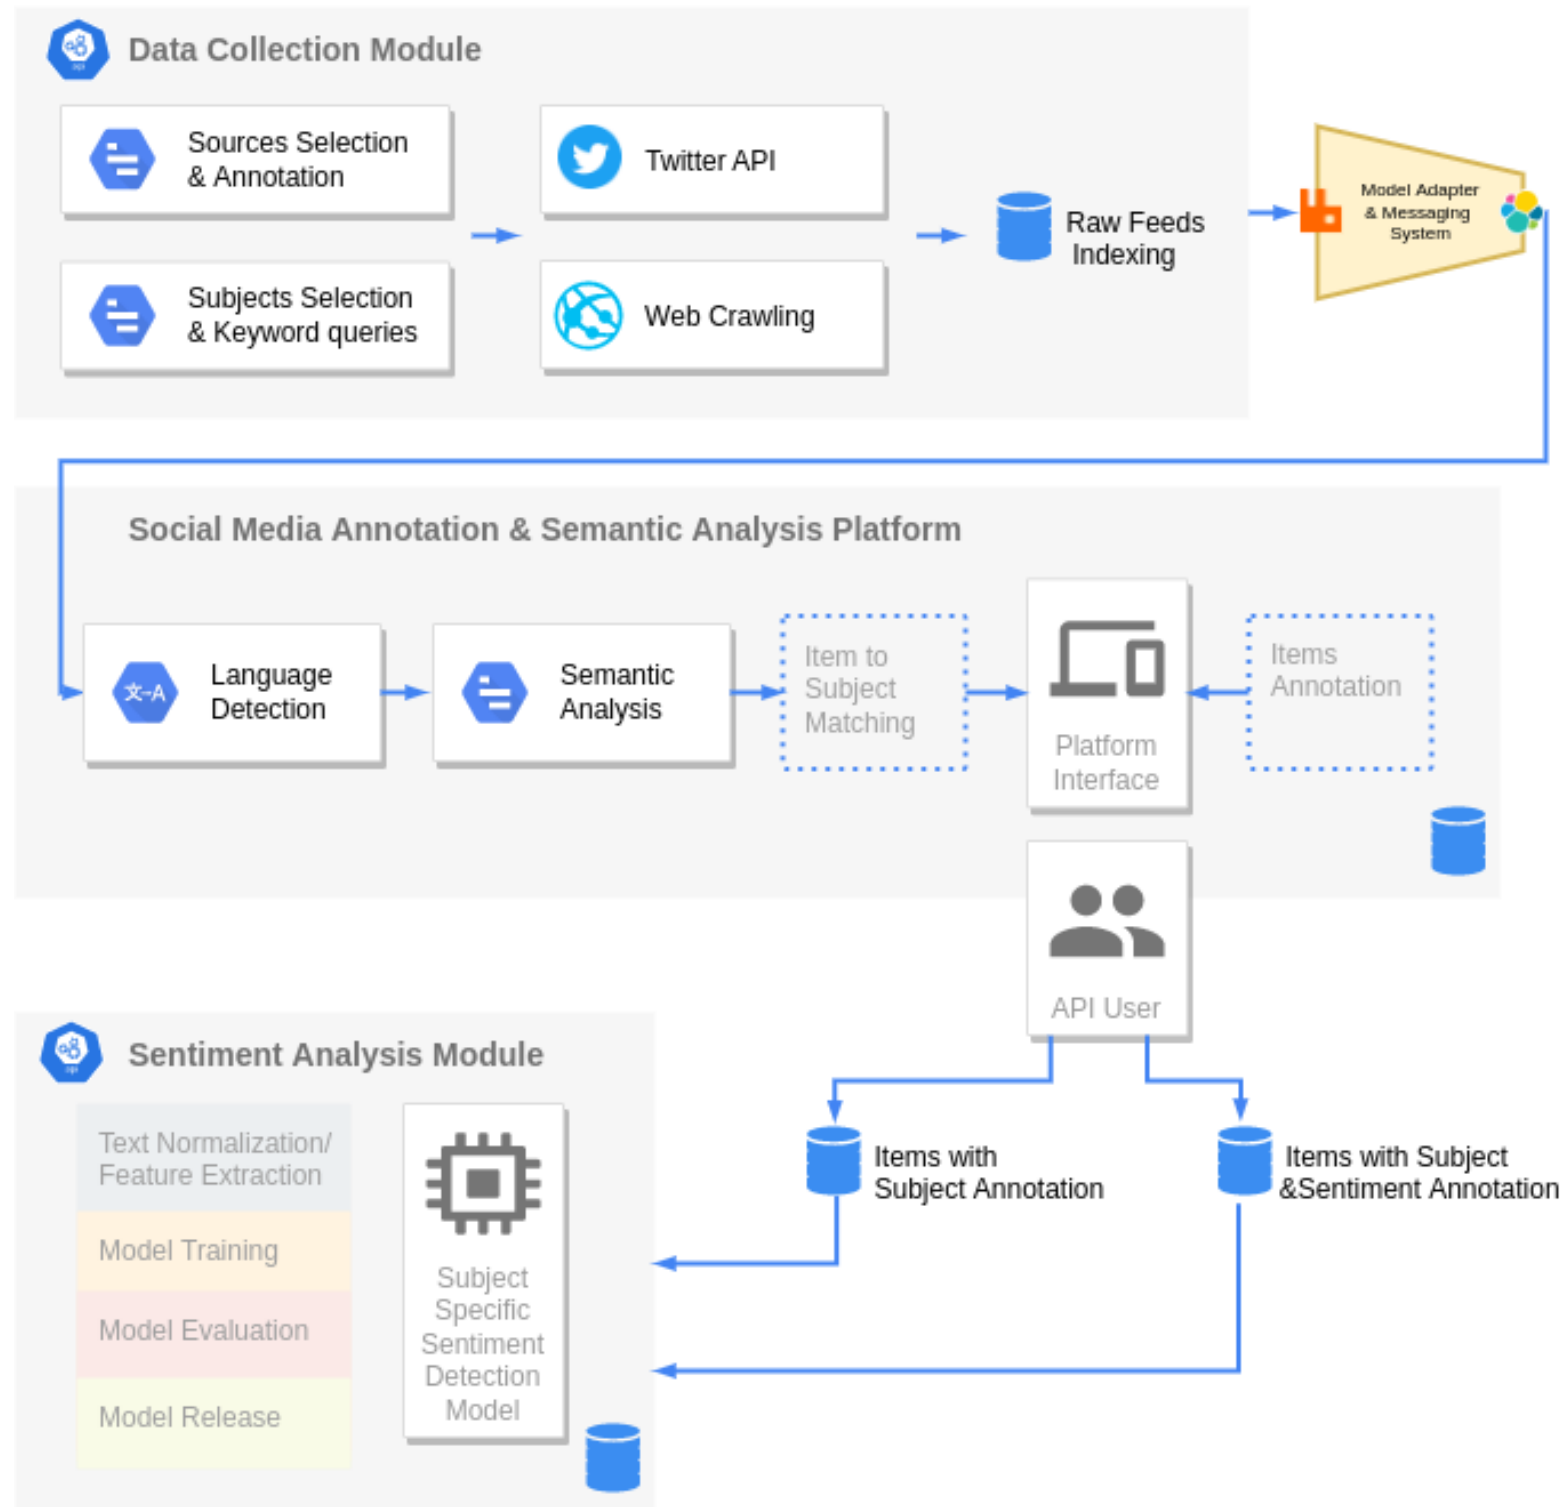 Data Collection Module
Sources Selection
& Annotation
Twitter API
Subjects Selection
& Keyword queries
Web Crawling
Raw Feeds
Indexing
Model Adapter
& Messaging
System
Social Media Annotation & Semantic Analysis Platform
文→A
Language
Detection
Semantic
Analysis
Item to
Subject
Matching
Platform
Interface
Items
Annotation
API User
Sentiment Analysis Module
Text Normalization/
Feature Extraction
Model Training
Model Evaluation
Model Release
Subject
Specific
Sentiment
Detection
Model
Items with
Subject Annotation
Items with Subject
&Sentiment Annotation